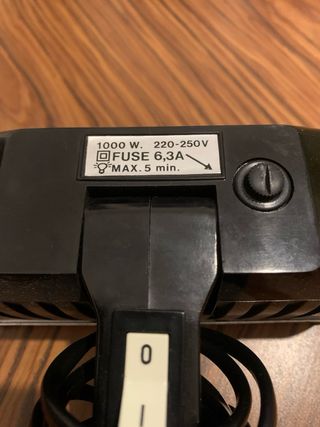 1000 W. 220-250V
FUSE 6,3A
MAX. 5 min.
0
I